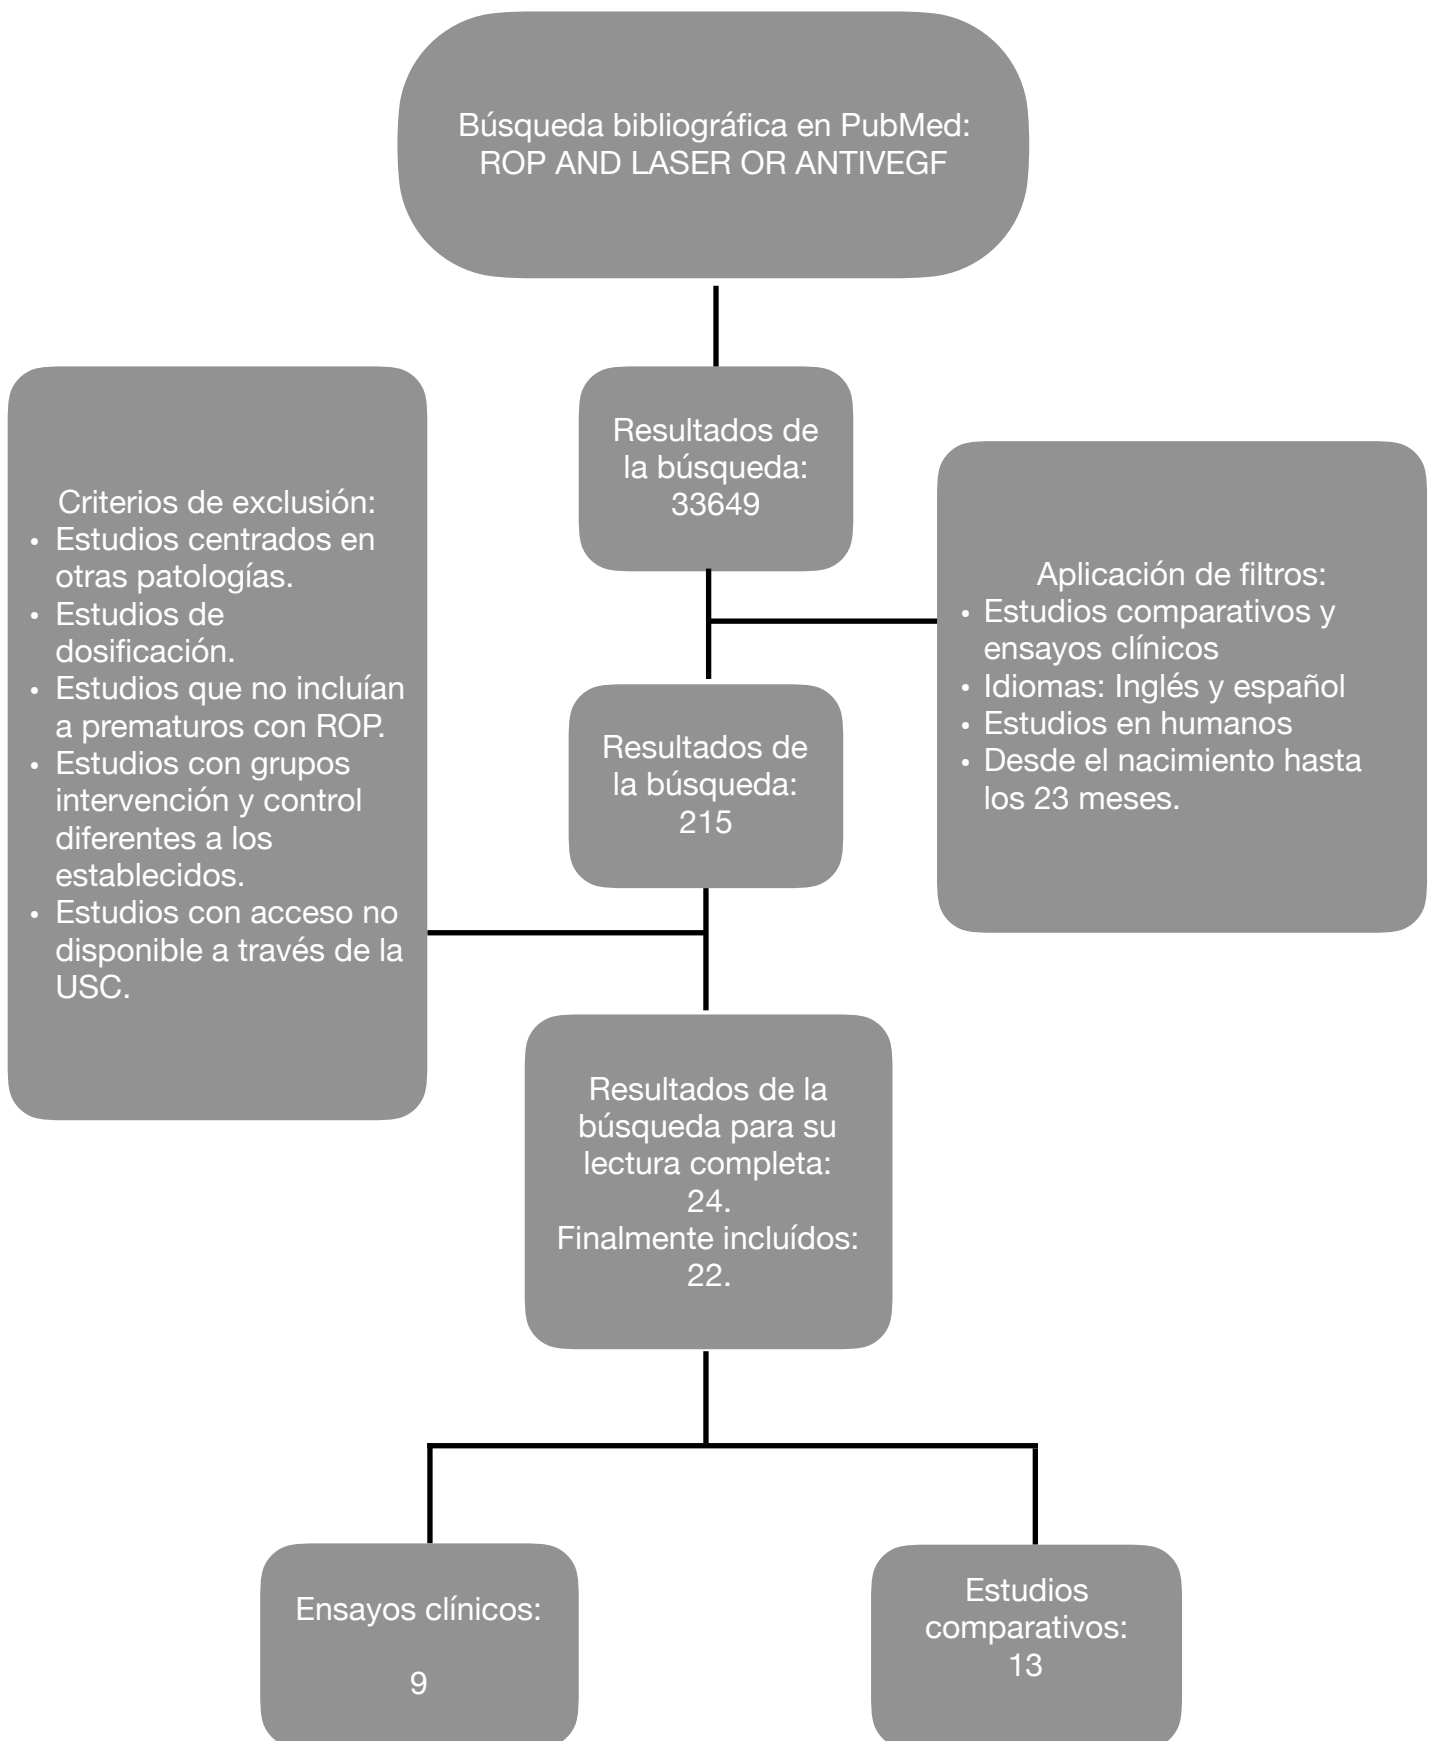 Búsqueda bibliográfica en PubMed:
ROP AND LASER OR ANTIVEGF
Resultados de
la búsqueda:
33649
Aplicación de filtros:
• Estudios comparativos y
ensayos clínicos
• Idiomas: Inglés y español
• Estudios en humanos
• Desde el nacimiento hasta
los 23 meses.
Resultados de
la búsqueda:
215
Criterios de exclusión:
• Estudios centrados en
otras patologías.
• Estudios de
dosificación.
• Estudios que no incluían
a prematuros con ROP.
• Estudios con grupos
intervención y control
diferentes a los
establecidos.
• Estudios con acceso no
disponible a través de la
USC.
Resultados de la
búsqueda para su
lectura completa:
24.
Finalmente incluídos:
22.
Ensayos clínicos:
9
Estudios
comparativos:
13